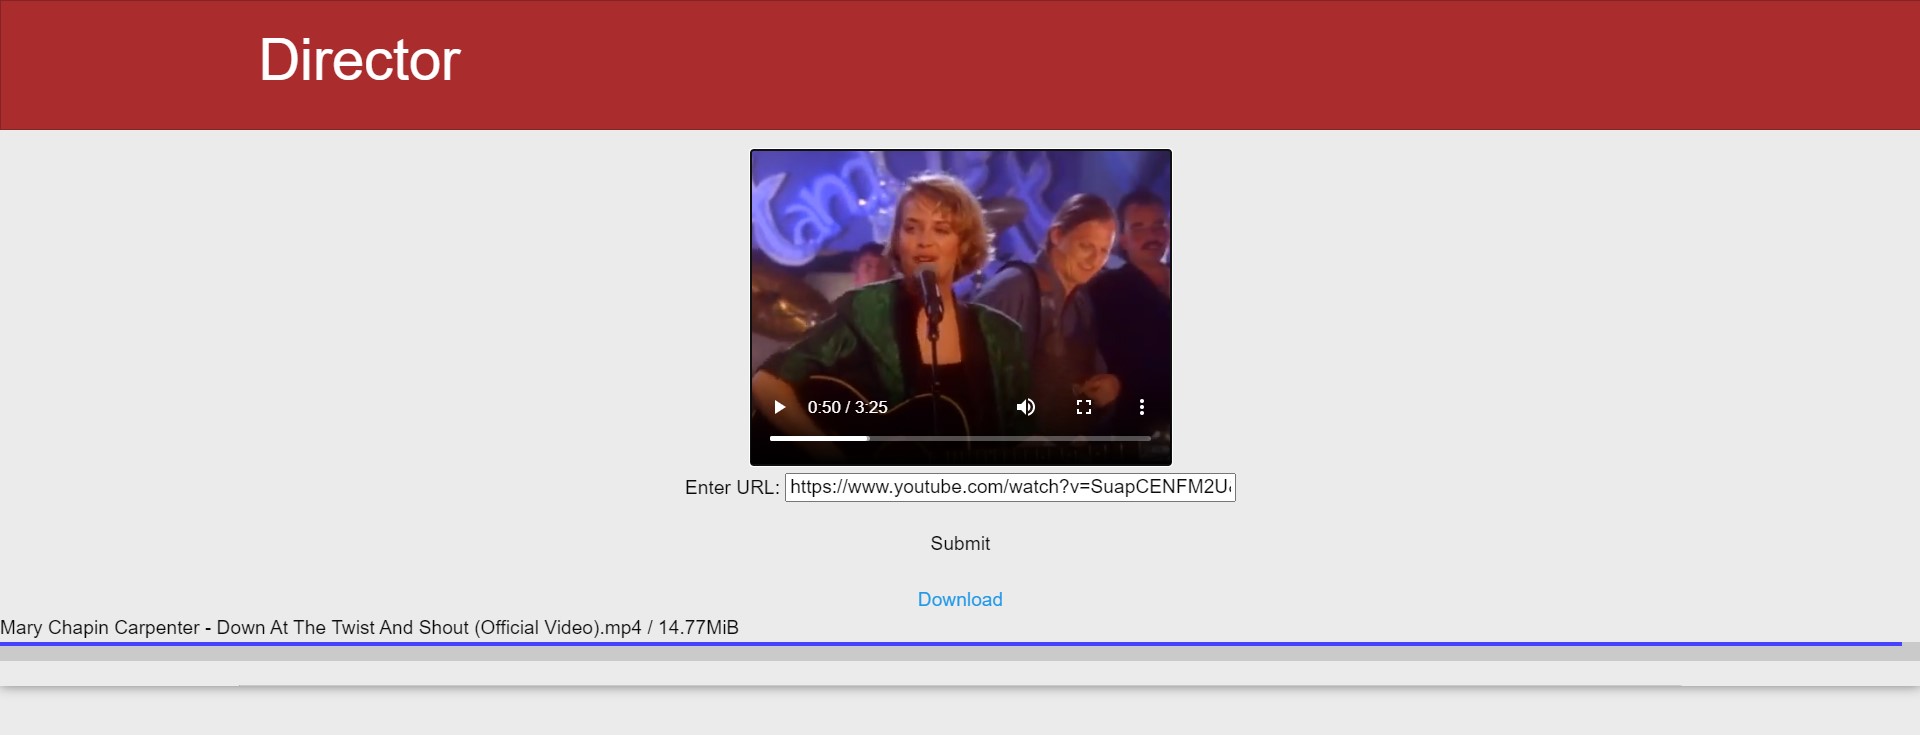 Director
0:50 / 3:25
Enter URL: https://www.youtube.com/watch?v=SuapCENFM2U
Submit
Download
Mary Chapin Carpenter - Down At The Twist And Shout (Official Video).mp4 / 14.77MiB